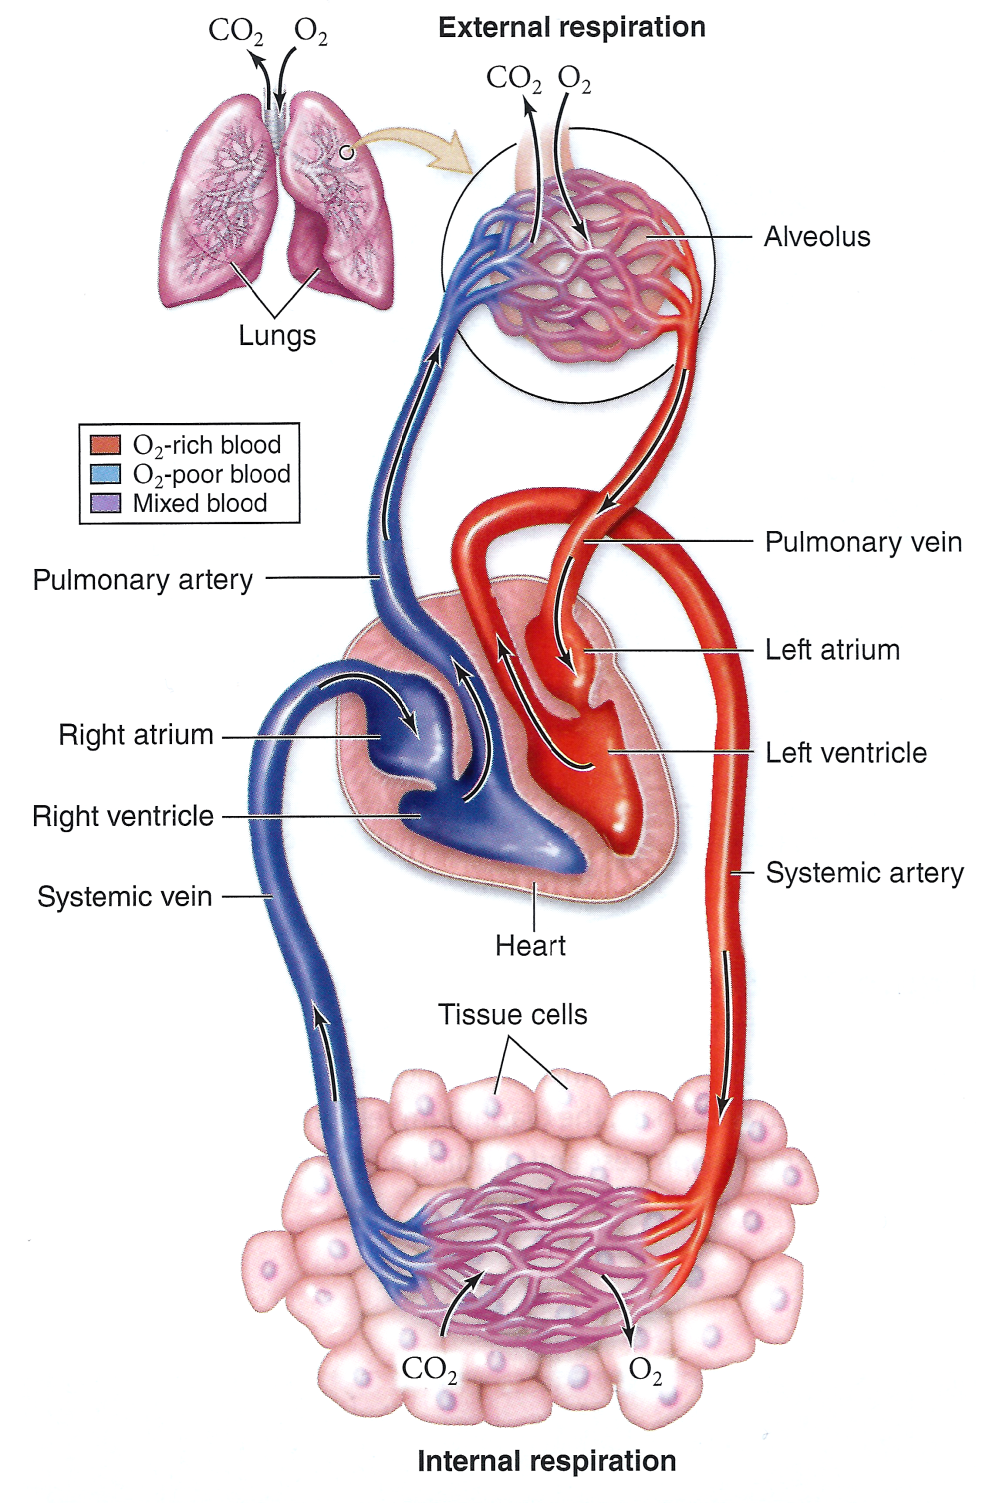 External respiration
CO2 O2
CO2 O2
Alveolus
Lungs
O2-rich blood
O2-poor blood
Mixed blood
Pulmonary vein
Pulmonary artery
Left atrium
Right atrium
Left ventricle
Right ventricle
Systemic artery
Systemic vein
Heart
Tissue cells
CO2
O2
Internal respiration